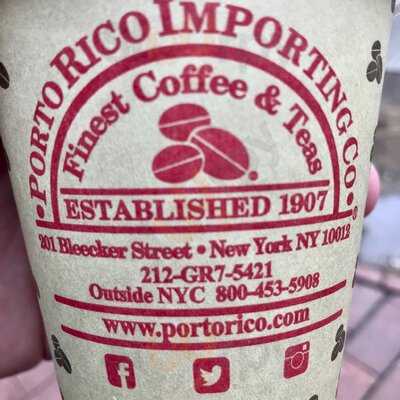 PORTO RICO IMPORTING CO.
Finest Coffee & Teas
ESTABLISHED 1907
201 Bleecker Street • New York NY 10012
212-GR7-5421
Outside NYC 800-453-5908
www.portorico.com